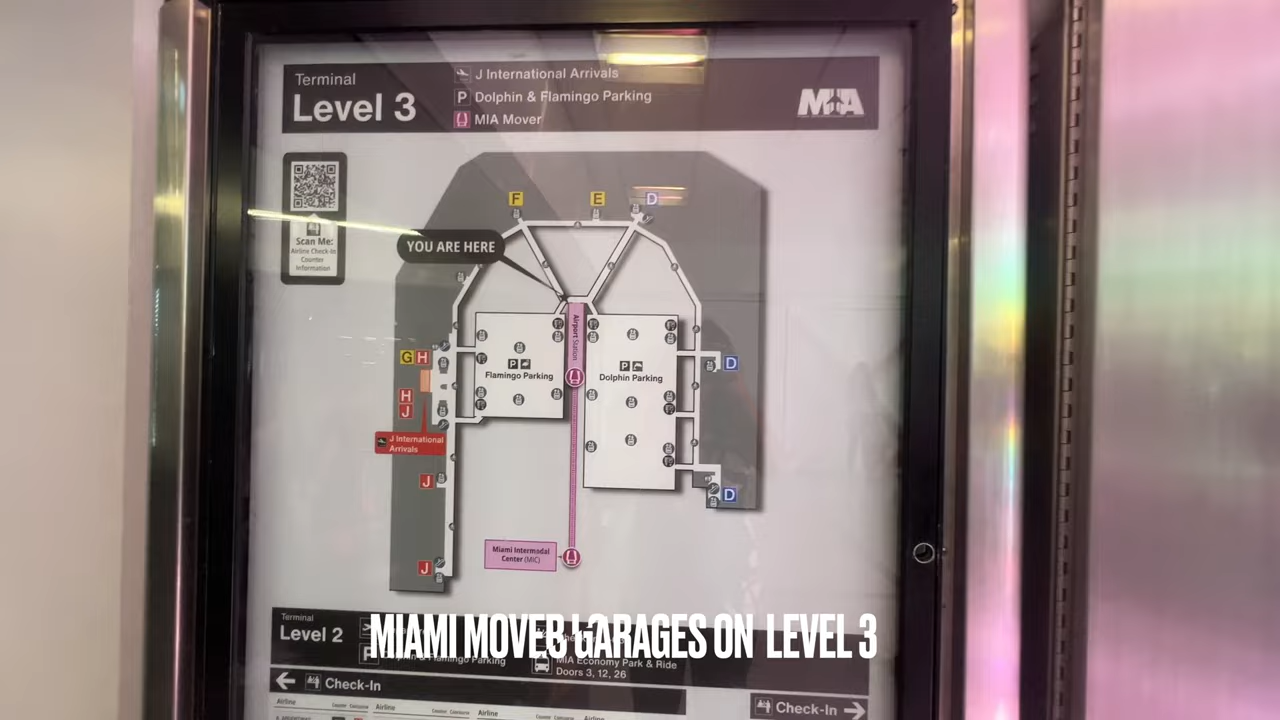 Terminal
Level 3
J International Arrivals
P Dolphin & Flamingo Parking
MIA Mover
MIA
Scan Me:
Airline Check-In
Counter
Information
F
E
D
YOU ARE HERE
Airport Station
P
Flamingo Parking
P
Dolphin Parking
G H
D
H
J
J International
Arrivals
J
D
Miami Intermodal
Center (MIC)
J
Terminal
Level 2
MIAMI MOVER GARAGES ON LEVEL 3
P
Flamingo Parking
MIA Economy Park & Ride
Doors 3, 12, 26
Check-In
Check-In
Airline
Airline
Airline
Airline